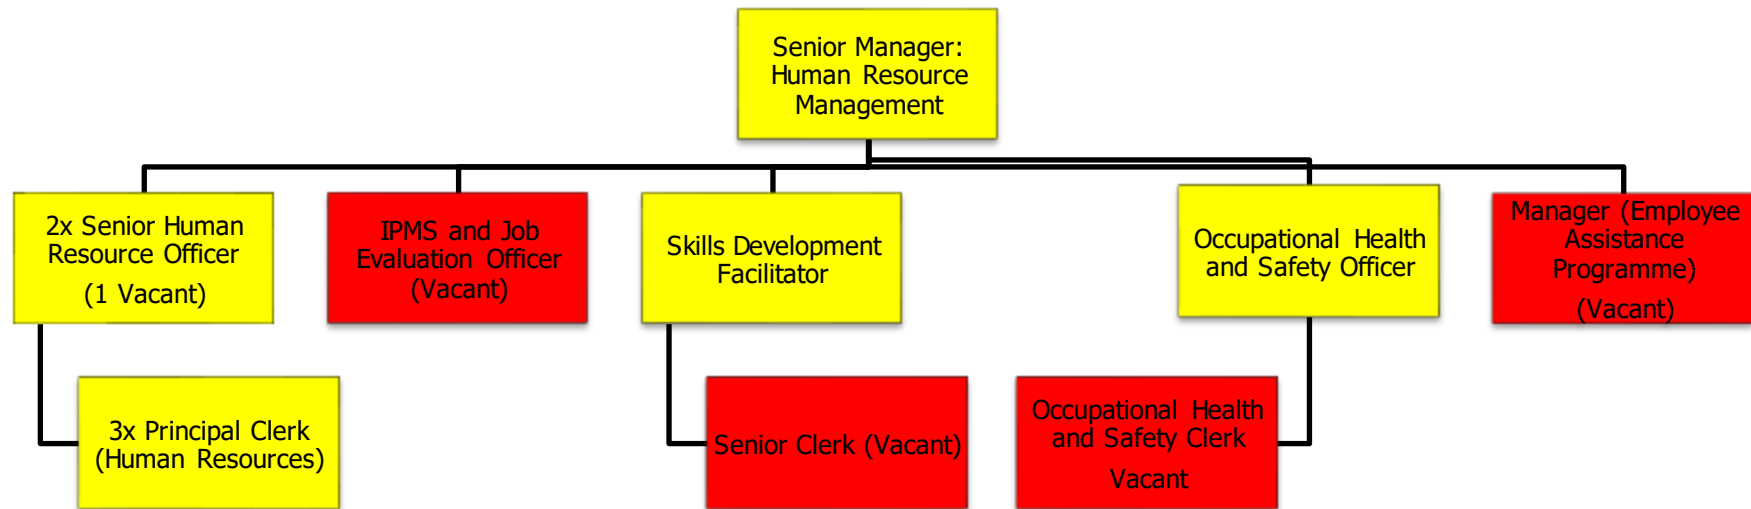 Senior Manager:
Human Resource
Management
2x Senior Human
Resource Officer
(1 Vacant)
IPMS and Job
Evaluation Officer
(Vacant)
Skills Development
Facilitator
Occupational Health
and Safety Officer
Manager (Employee
Assistance
Programme)
(Vacant)
3x Principal Clerk
(Human Resources)
Senior Clerk (Vacant)
Occupational Health
and Safety Clerk
Vacant